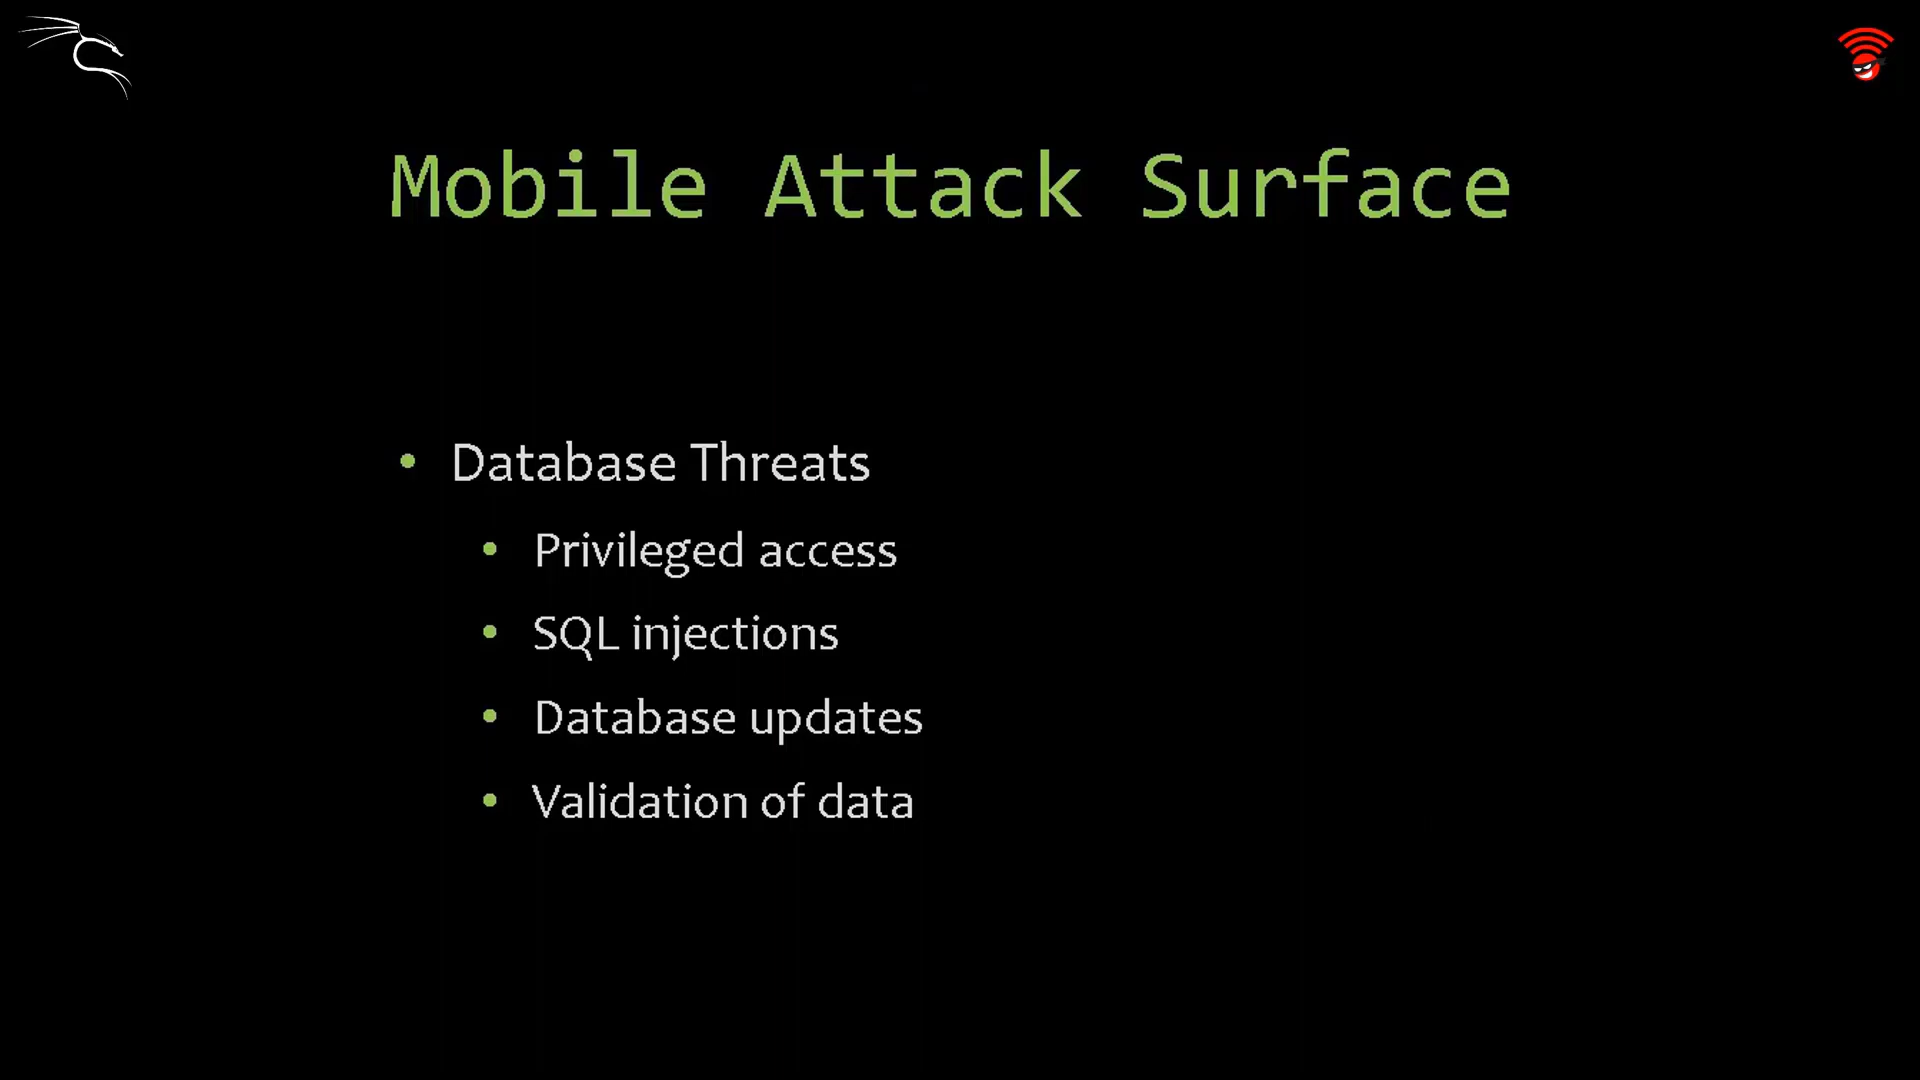 Mobile Attack Surface
• Database Threats
• Privileged access
• SQL injections
• Database updates
• Validation of data